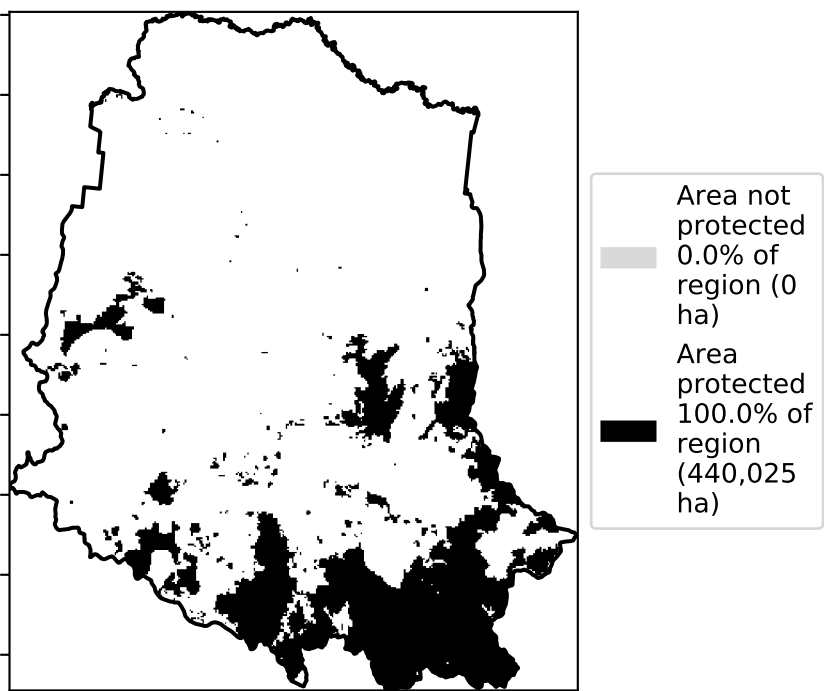 Area not
protected
0.0% of
region (0
ha)
Area
protected
100.0% of
region
(440,025
ha)